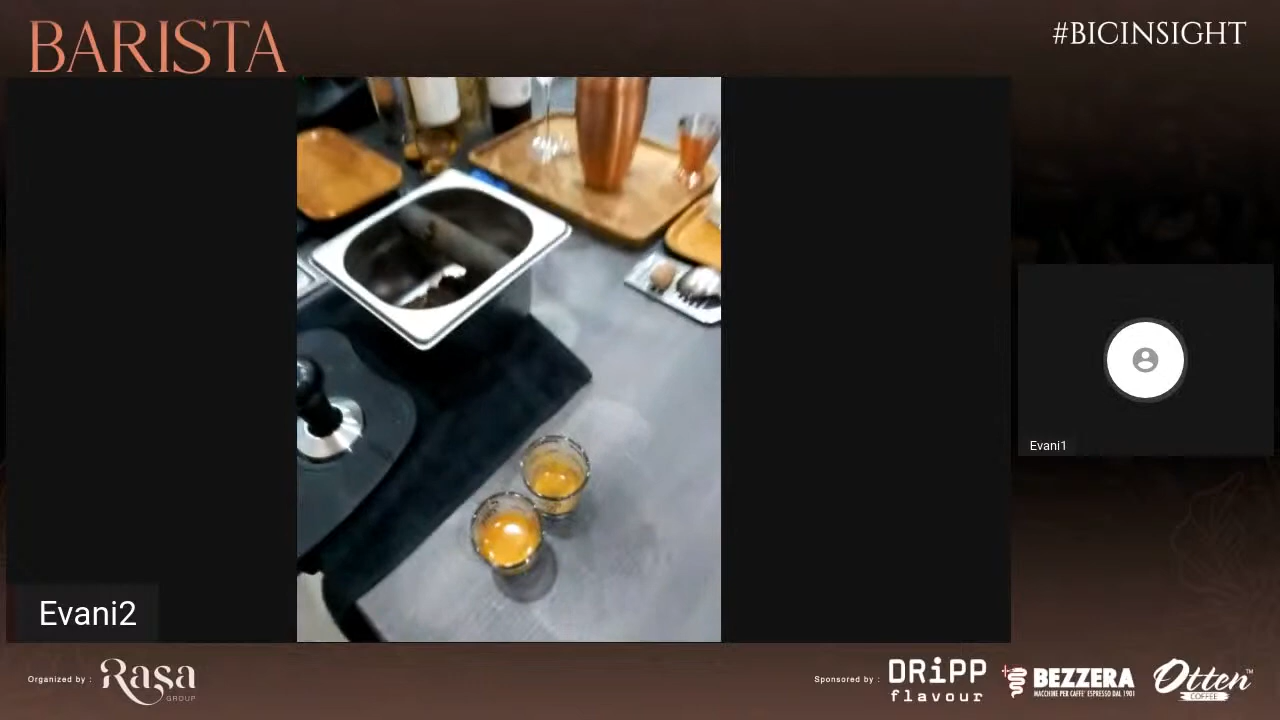 BARISTA
#BICINSIGHT
Evani1
Evani2
Organized by :
Rasa
GROUP
Sponsored by :
DRiPP
flavour
BEZZERA
MACCHINE PER CAFFE' ESPRESSO DAL 1901
Otten
COFFEE
TM